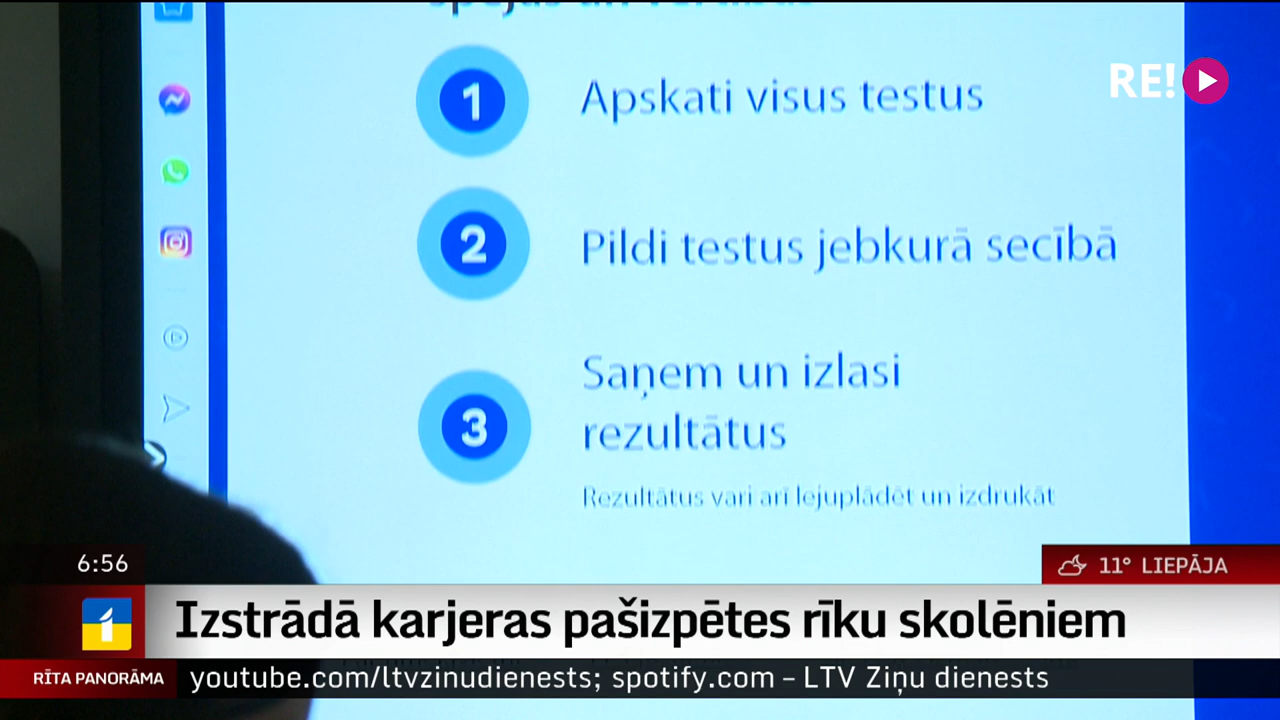 RE!
1 Apskati visus testus
2 Pildi testus jebkurā secībā
3 Saņem un izlasi
rezultātus
Rezultātus vari arī lejuplādēt un izdrukāt
6:56
11° LIEPĀJA
1 Izstrādā karjeras pašizpētes rīku skolēniem
RĪTA PANORĀMA youtube.com/ltvzinudienests; spotify.com – LTV Ziņu dienests